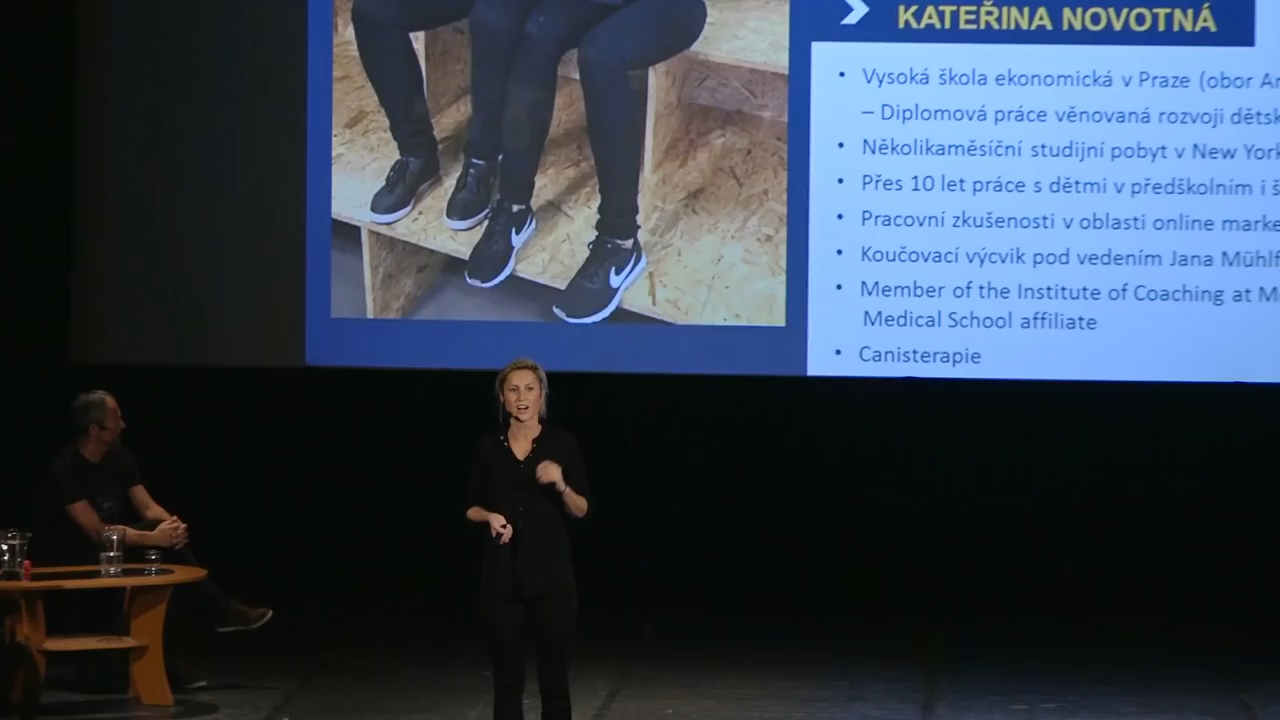 KATEŘINA NOVOTNÁ
• Vysoká škola ekonomická v Praze (obor
– Diplomová práce věnovaná rozvoji
• Několikaměsíční studijní pobyt v New York
• Přes 10 let práce s dětmi v předškolním i
• Pracovní zkušenosti v oblasti online
• Koučovací výcvik pod vedením Jana
• Member of the Institute of Coaching at
Medical School affiliate
• Canisterapie